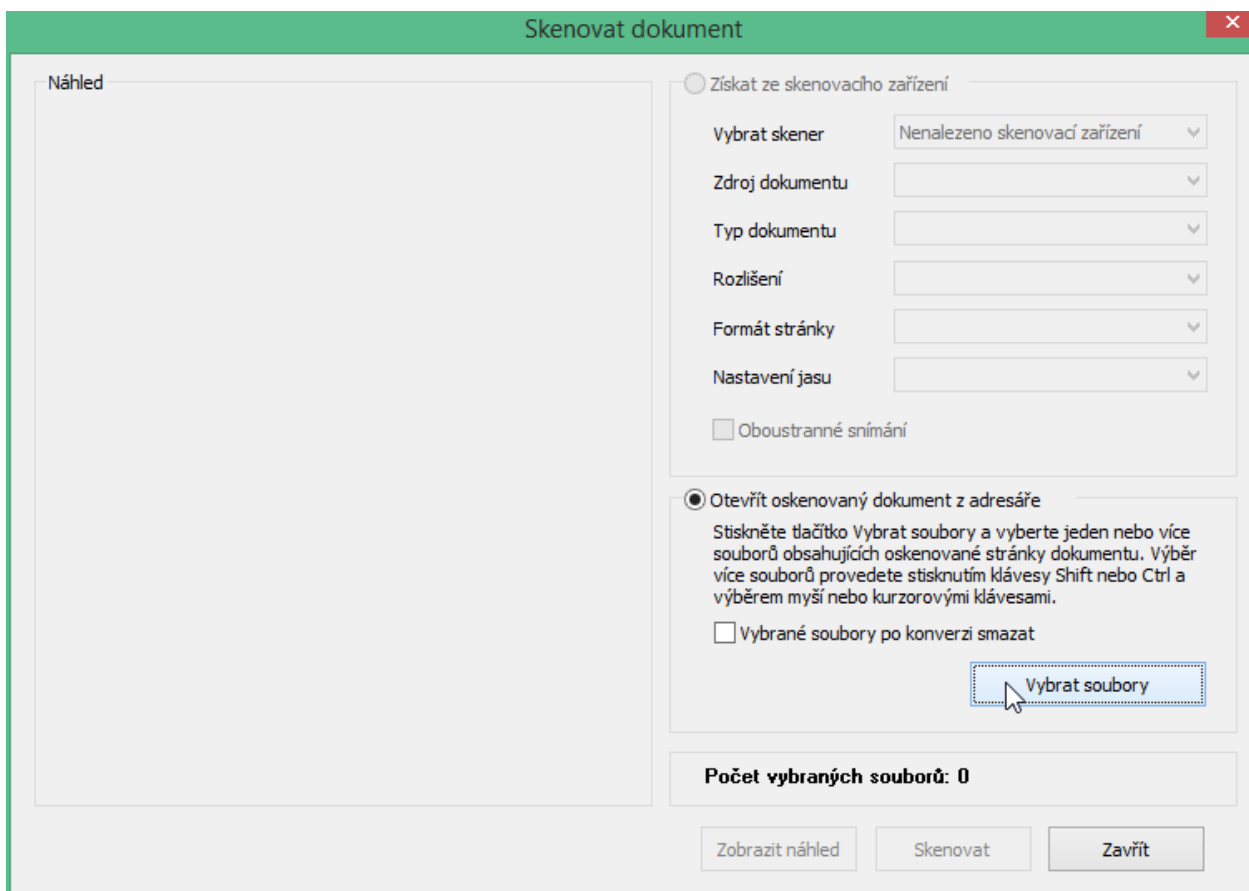 Skenovat dokument
Náhled
Získat ze skenovacího zařízení
Vybrat skener
Nenalezeno skenovací zařízení
Zdroj dokumentu
Typ dokumentu
Rozlišení
Formát stránky
Nastavení jasu
Oboustranné snímání
Otevřít oskenovaný dokument z adresáře
Stiskněte tlačítko Vybrat soubory a vyberte jeden nebo více
souborů obsahujících oskenované stránky dokumentu. Výběr
více souborů provedete stisknutím klávesy Shift nebo Ctrl a
výběrem myší nebo kurzorovými klávesami.
Vybrané soubory po konverzi smazat
Vybrat soubory
Počet vybraných souborů: 0
Zobrazit náhled
Skenovat
Zavřít